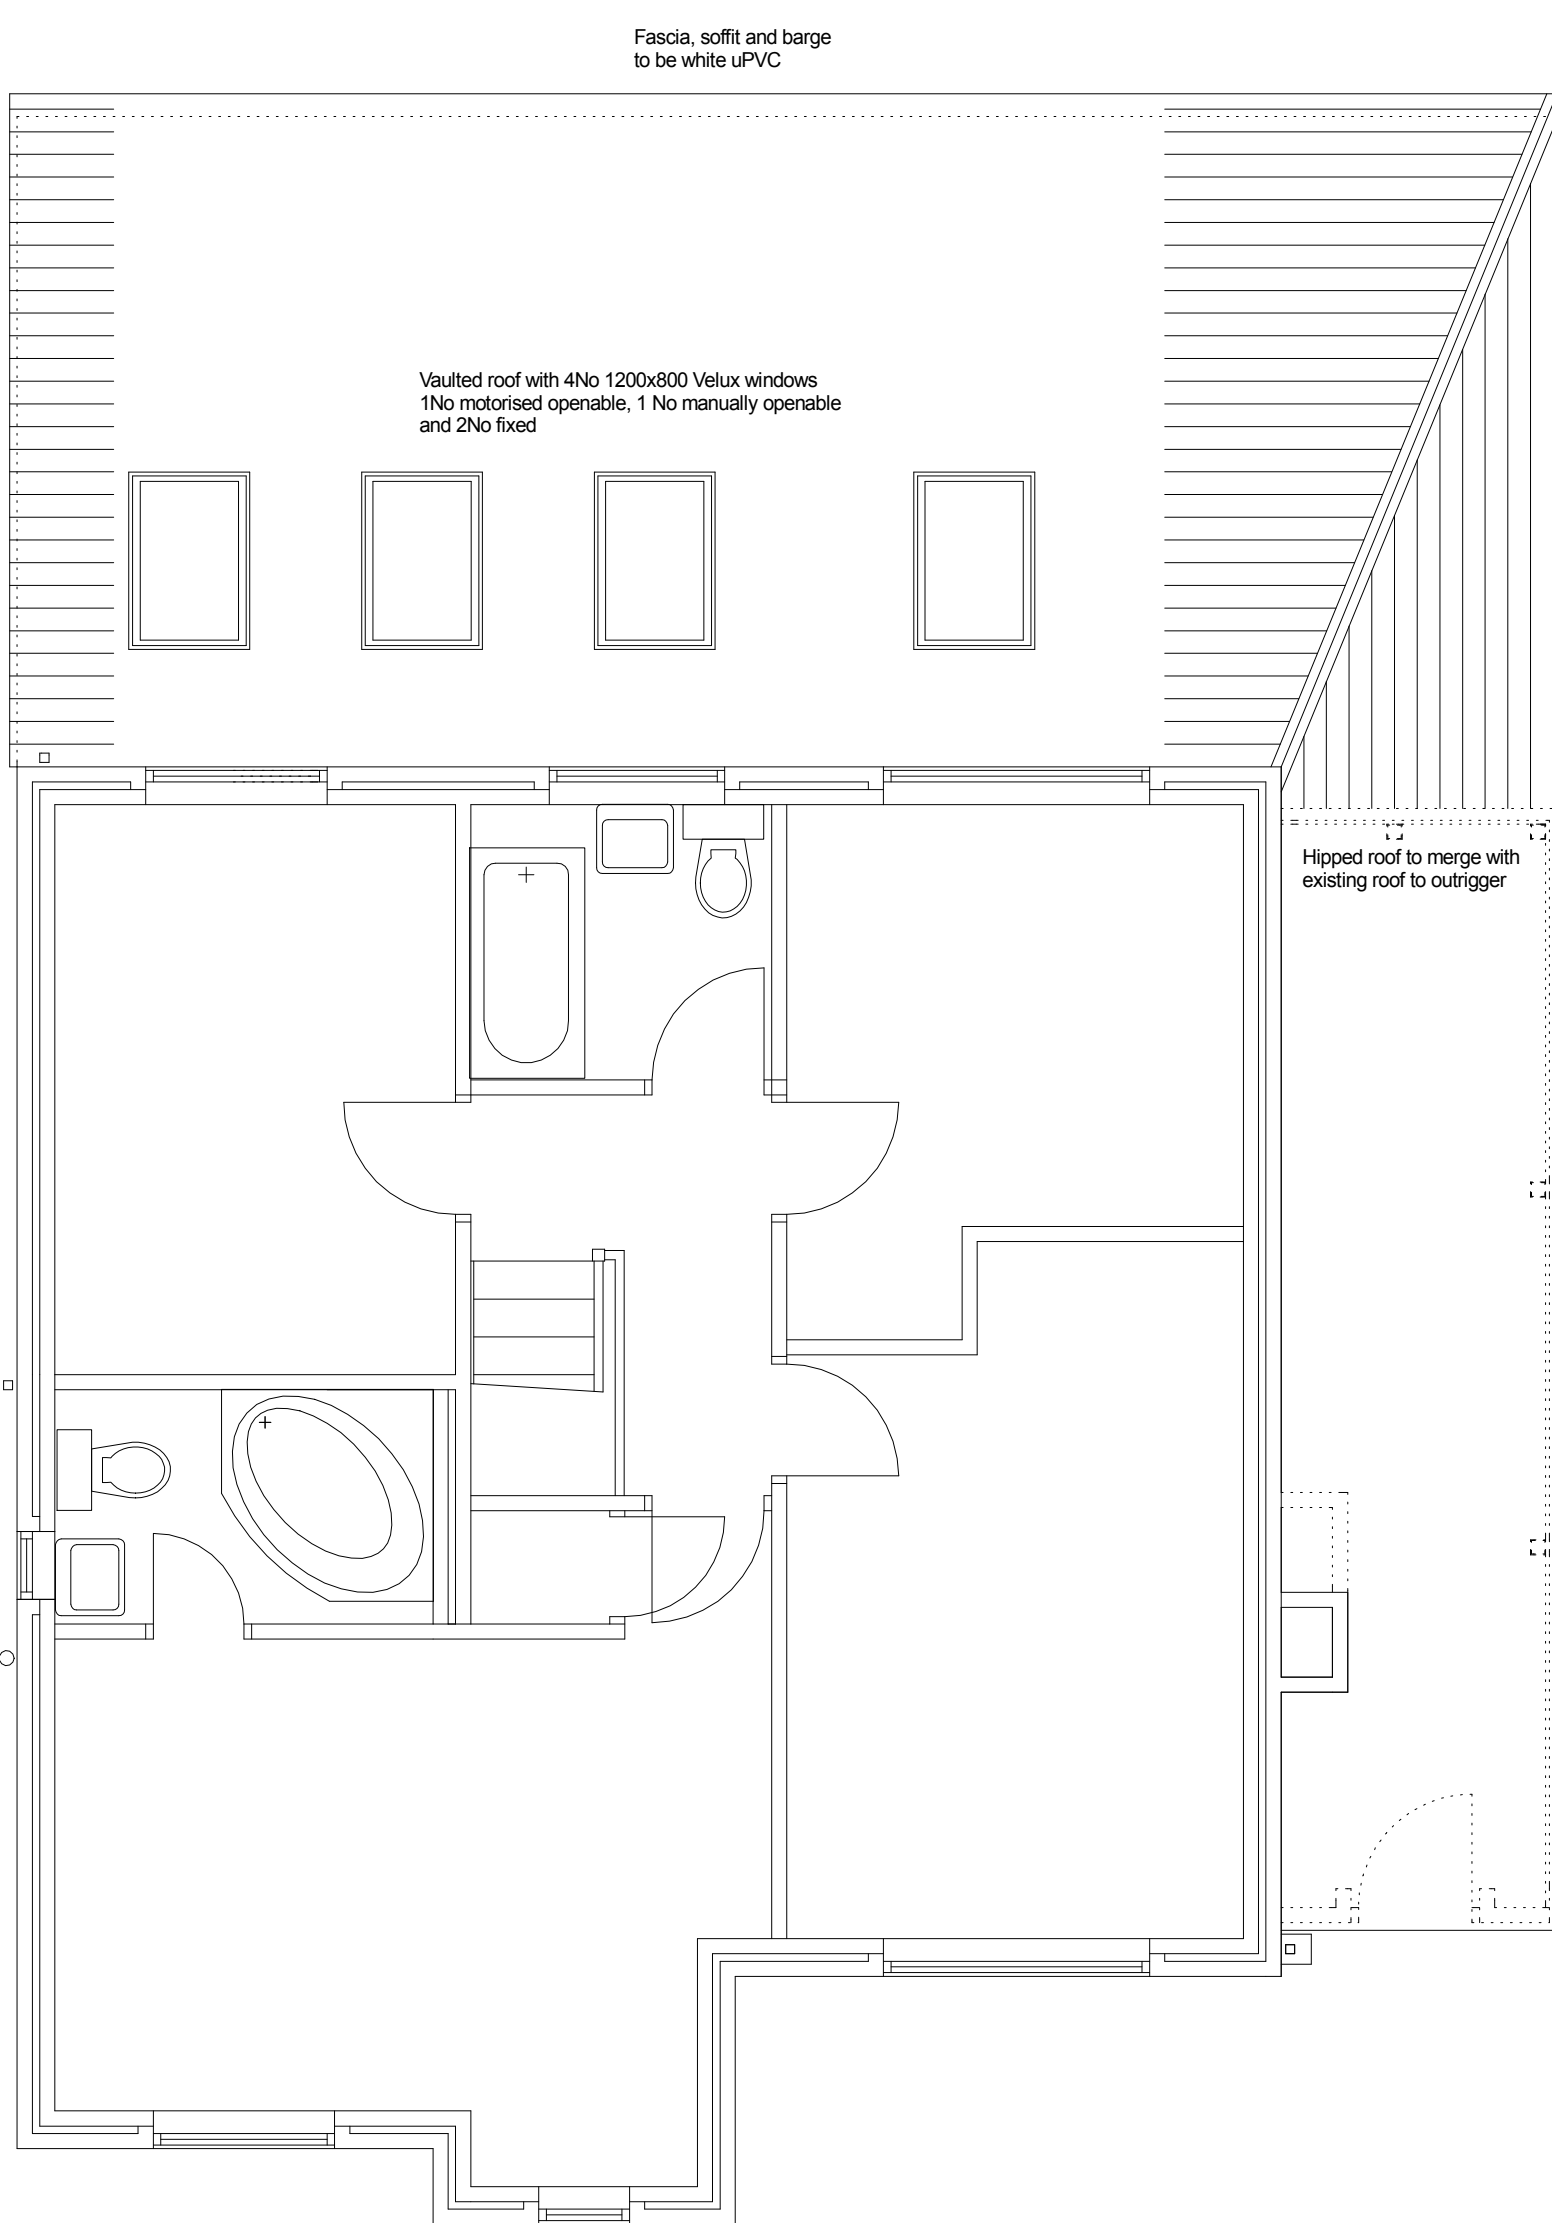 Fascia, soffit and barge
to be white uPVC
Vaulted roof with 4No 1200x800 Velux windows
1No motorised openable, 1 No manually openable
and 2No fixed
Hipped roof to merge with
existing roof to outrigger